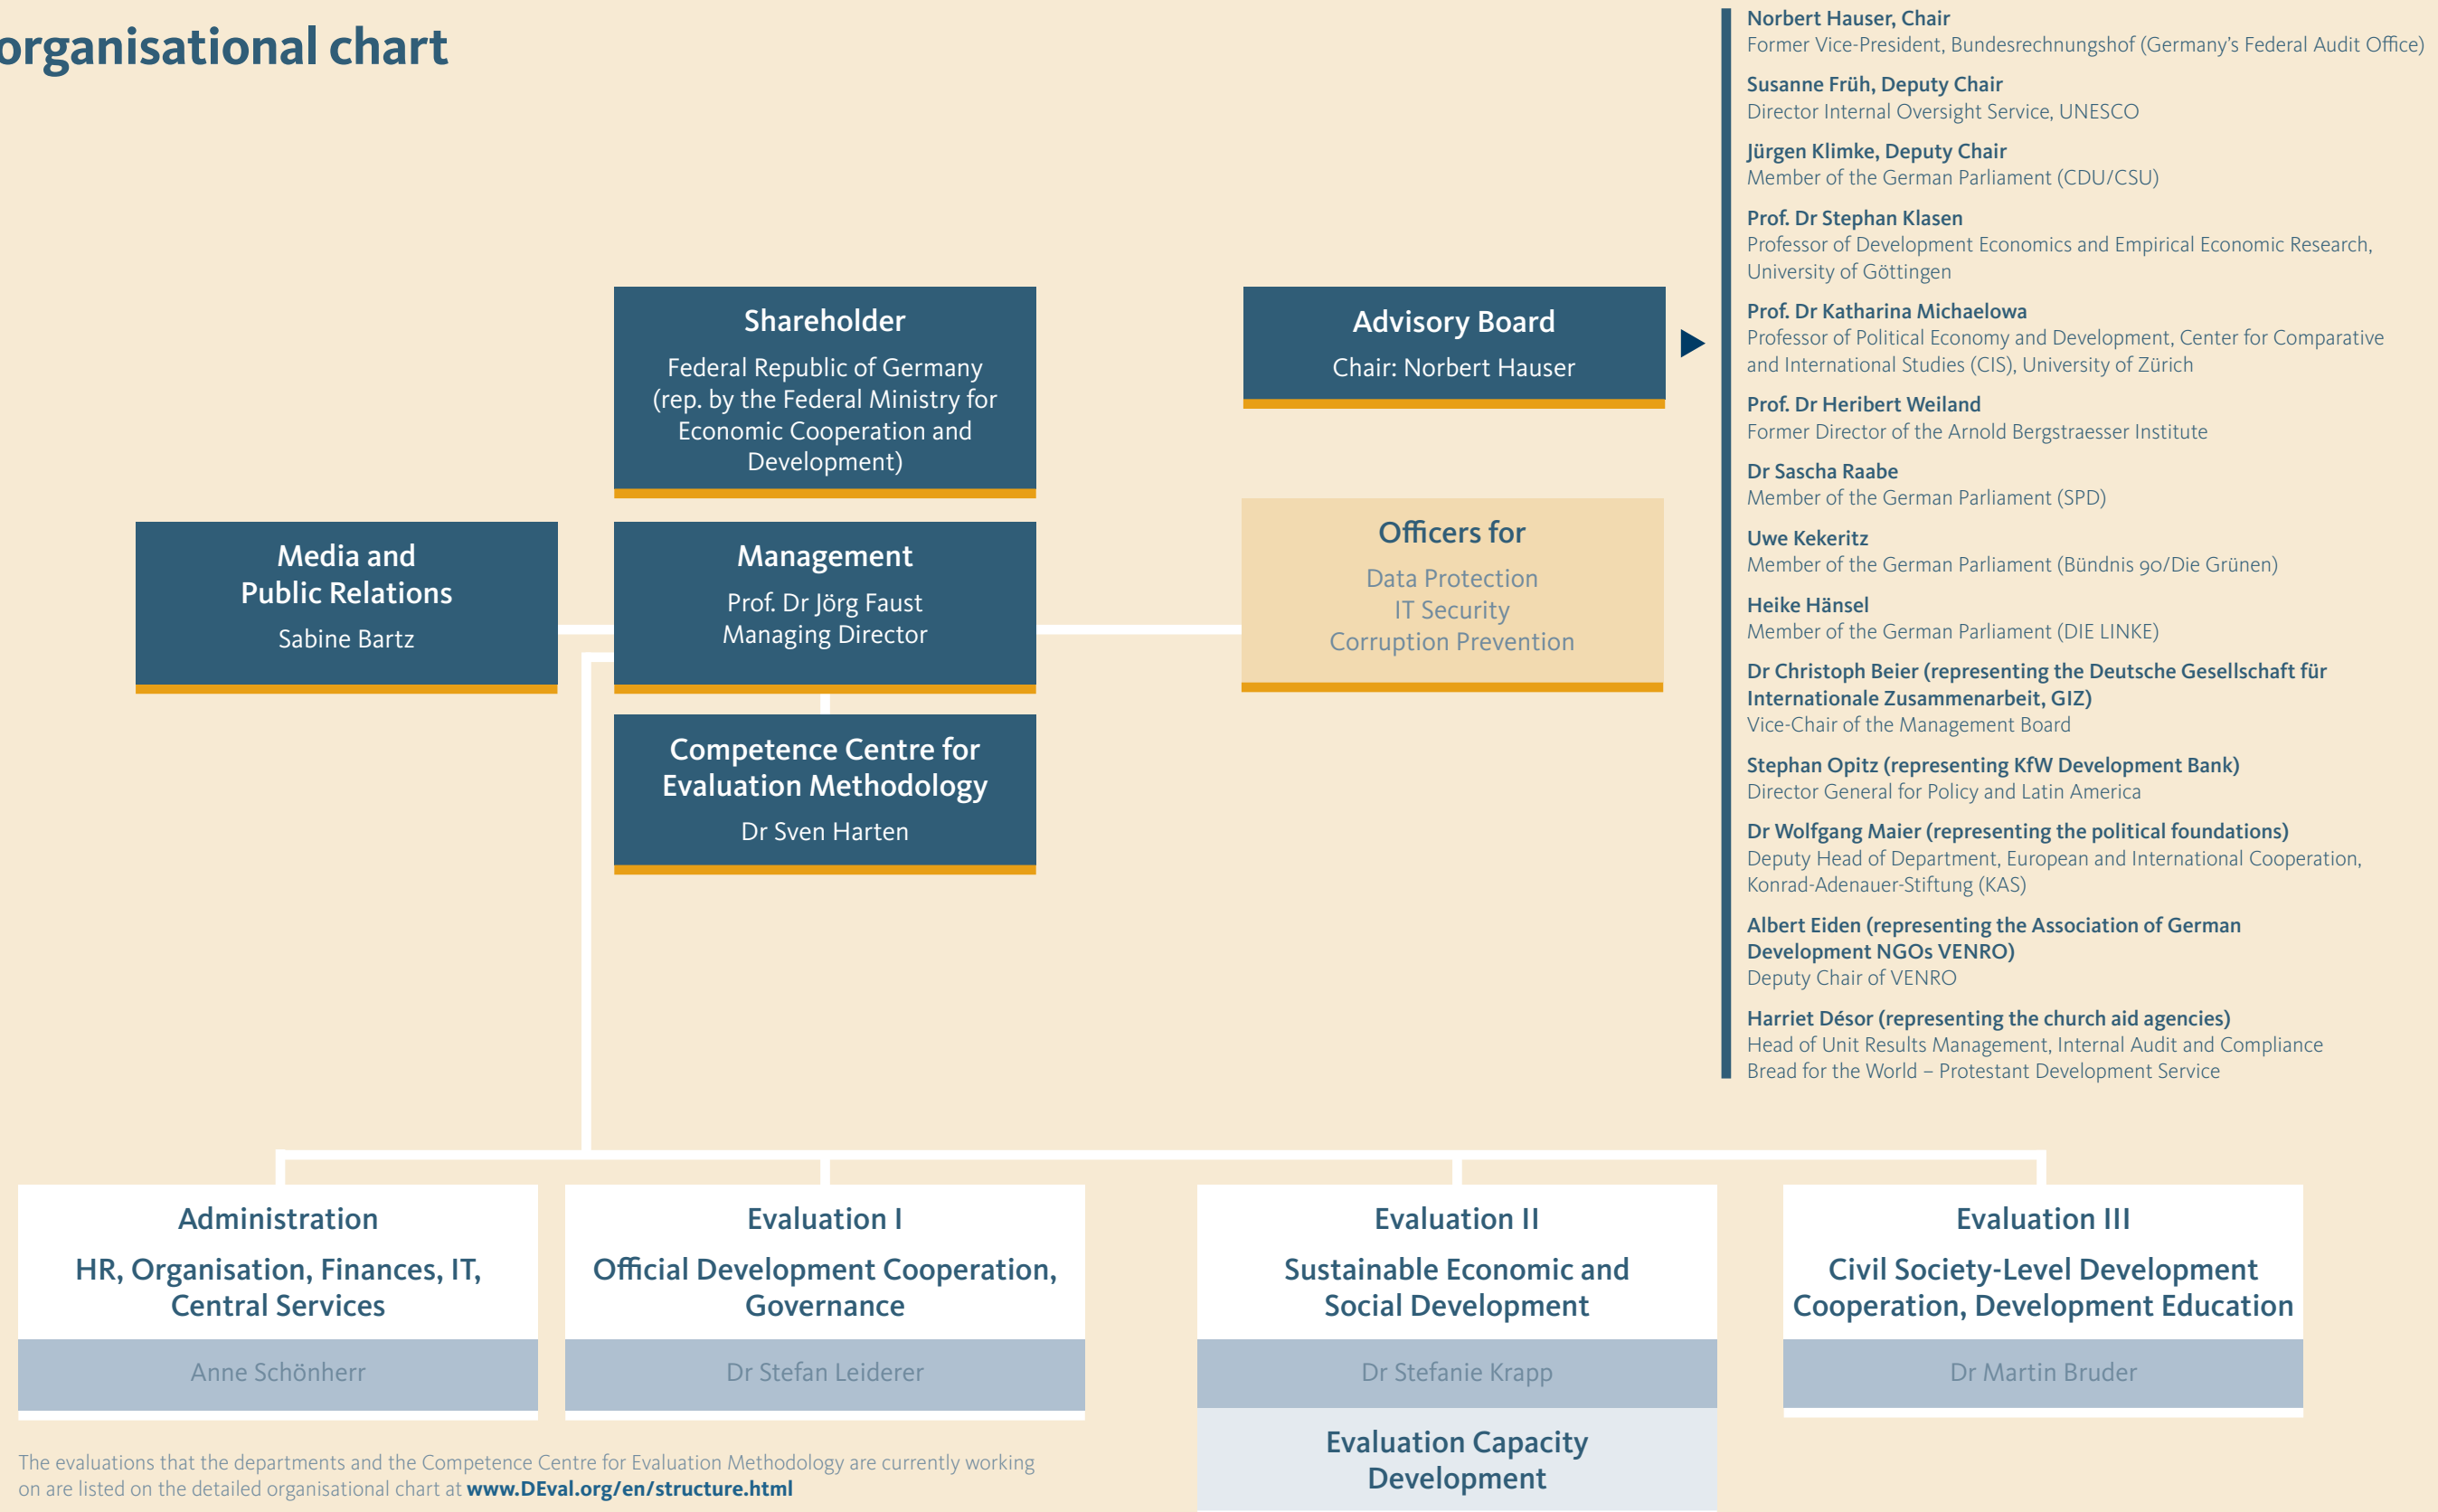 organisational chart
Shareholder
Federal Republic of Germany
(rep. by the Federal Ministry for
Economic Cooperation and
Development)
Advisory Board
Chair: Norbert Hauser
Norbert Hauser, Chair
Former Vice-President, Bundesrechnungshof (Germany's Federal Audit Office)
Susanne Früh, Deputy Chair
Director Internal Oversight Service, UNESCO
Jürgen Klimke, Deputy Chair
Member of the German Parliament (CDU/CSU)
Prof. Dr Stephan Klasen
Professor of Development Economics and Empirical Economic Research,
University of Göttingen
Prof. Dr Katharina Michaelowa
Professor of Political Economy and Development, Center for Comparative
and International Studies (CIS), University of Zürich
Prof. Dr Heribert Weiland
Former Director of the Arnold Bergstraesser Institute
Dr Sascha Raabe
Member of the German Parliament (SPD)
Uwe Kekeritz
Member of the German Parliament (Bündnis 90/Die Grünen)
Heike Hänsel
Member of the German Parliament (DIE LINKE)
Dr Christoph Beier (representing the Deutsche Gesellschaft für
Internationale Zusammenarbeit, GIZ)
Vice-Chair of the Management Board
Stephan Opitz (representing KfW Development Bank)
Director General for Policy and Latin America
Dr Wolfgang Maier (representing the political foundations)
Deputy Head of Department, European and International Cooperation,
Konrad-Adenauer-Stiftung (KAS)
Albert Eiden (representing the Association of German
Development NGOs VENRO)
Deputy Chair of VENRO
Harriet Désor (representing the church aid agencies)
Head of Unit Results Management, Internal Audit and Compliance
Bread for the World – Protestant Development Service
Media and
Public Relations
Sabine Bartz
Management
Prof. Dr Jörg Faust
Managing Director
Officers for
Data Protection
IT Security
Corruption Prevention
Competence Centre for
Evaluation Methodology
Dr Sven Harten
Administration
HR, Organisation, Finances, IT,
Central Services
Anne Schönherr
Evaluation I
Official Development Cooperation,
Governance
Dr Stefan Leiderer
Evaluation II
Sustainable Economic and
Social Development
Dr Stefanie Krapp
Evaluation Capacity
Development
Evaluation III
Civil Society-Level Development
Cooperation, Development Education
Dr Martin Bruder
The evaluations that the departments and the Competence Centre for Evaluation Methodology are currently working
on are listed on the detailed organisational chart at www.DEval.org/en/structure.html